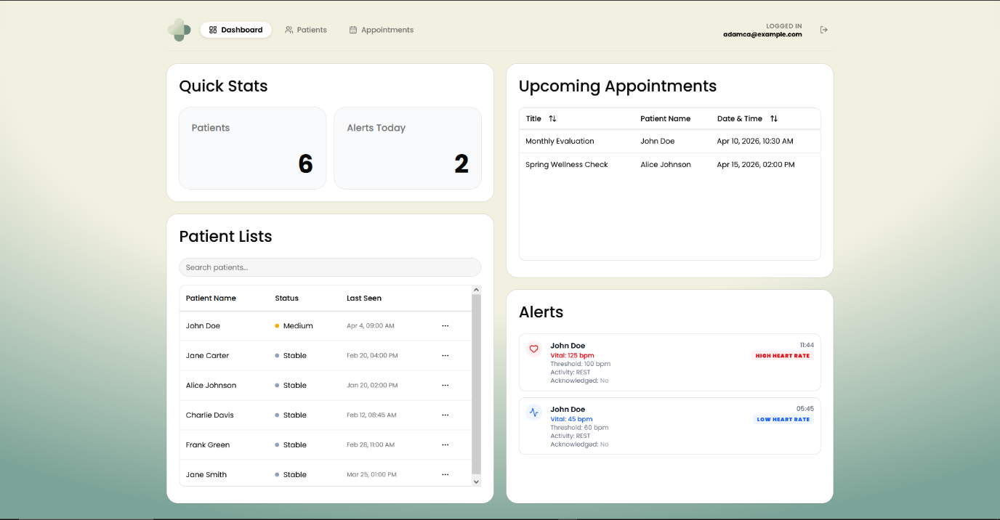 Dashboard
Patients
Appointments
LOGGED IN
adamca@example.com
Quick Stats
Patients
6
Alerts Today
2
Patient Lists
Search patients...
Patient Name Status Last Seen
John Doe Medium Apr 4, 09:00 AM ...
Jane Carter Stable Feb 20, 04:00 PM ...
Alice Johnson Stable Jan 20, 02:00 PM ...
Charlie Davis Stable Feb 12, 08:45 AM ...
Frank Green Stable Feb 28, 11:00 AM ...
Jane Smith Stable Mar 25, 01:00 PM ...
Upcoming Appointments
Title Patient Name Date & Time
Monthly Evaluation John Doe Apr 10, 2026, 10:30 AM
Spring Wellness Check Alice Johnson Apr 15, 2026, 02:00 PM
Alerts
John Doe 11:44
Vital: 125 bpm HIGH HEART RATE
Threshold: 100 bpm
Activity: REST
Acknowledged: No
John Doe 05:45
Vital: 45 bpm LOW HEART RATE
Threshold: 60 bpm
Activity: REST
Acknowledged: No